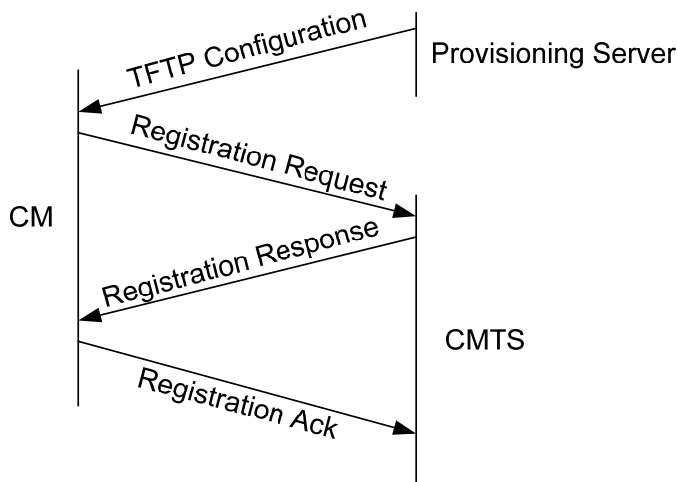 TFTP Configuration
Provisioning Server
Registration Request
CM
Registration Response
CMTS
Registration Ack